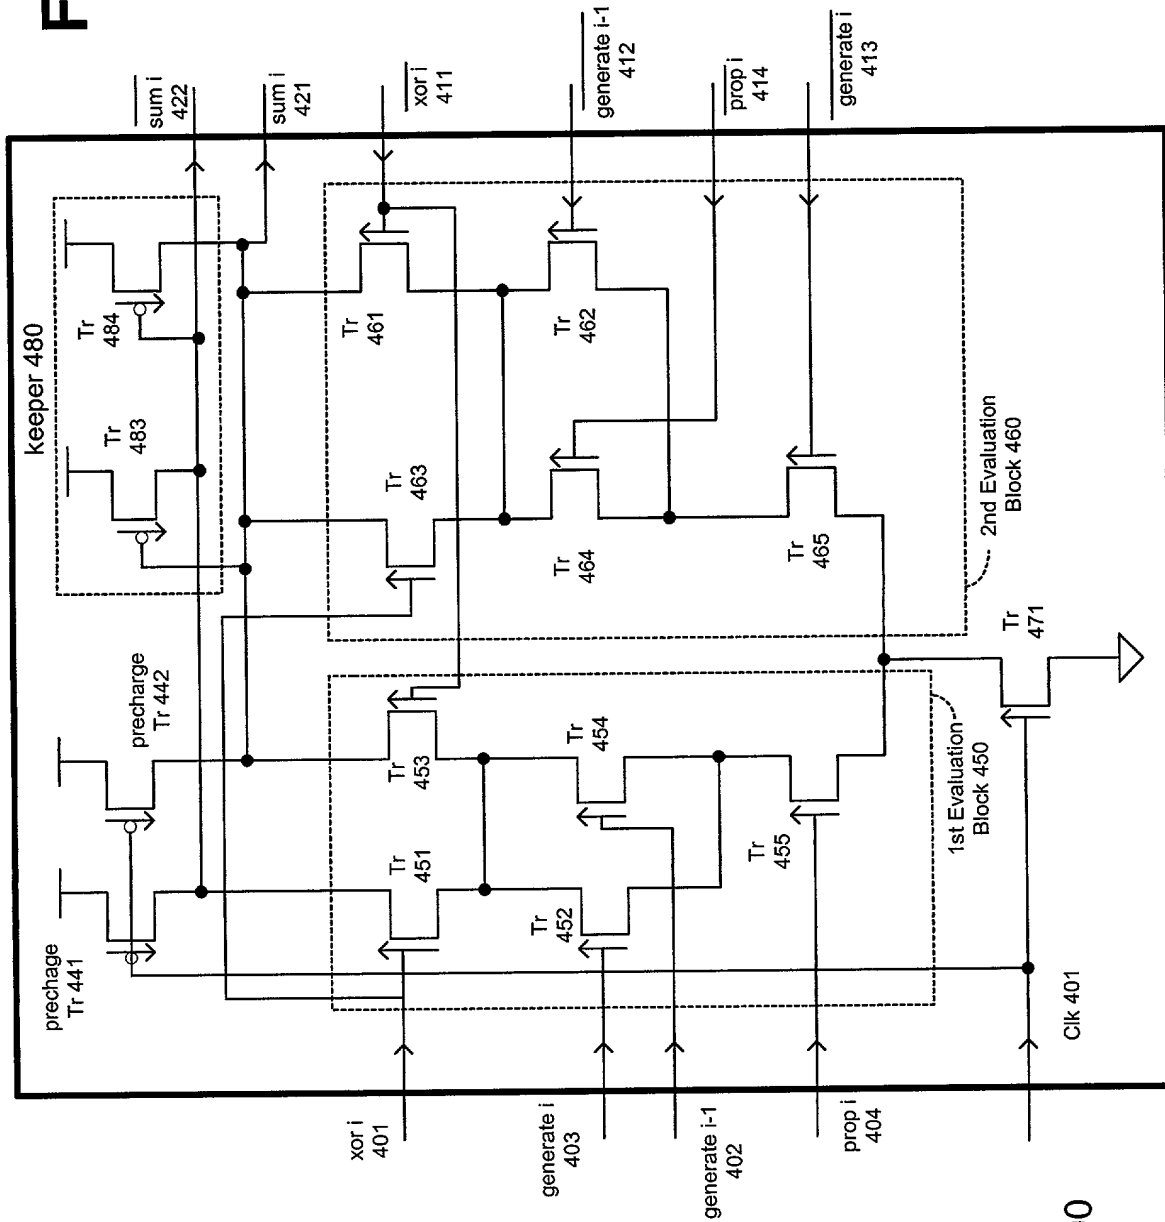 F
sum i
422
sum i
421
xor i
411
generate i-1
412
prop i
414
generate i
413
keeper 480
Tr
484
Tr
483
precharge
Tr 442
prechage
Tr 441
Tr
461
Tr
462
Tr
463
Tr
464
Tr
465
2nd Evaluation
Block 460
Tr
453
Tr
454
Tr
451
Tr
452
Tr
455
1st Evaluation
Block 450
Tr
471
Clk 401
xor i
401
generate i
403
generate i-1
402
prop i
404
0